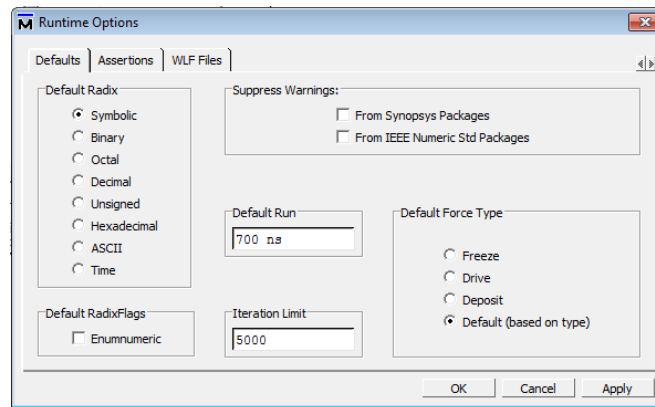 M Runtime Options
Defaults Assertions WLF Files
Default Radix
Symbolic
Binary
Octal
Decimal
Unsigned
Hexadecimal
ASCII
Time
Default RadixFlags
Enumnumeric
Suppress Warnings:
From Synopsys Packages
From IEEE Numeric Std Packages
Default Run
700 ns
Iteration Limit
5000
Default Force Type
Freeze
Drive
Deposit
Default (based on type)
OK Cancel Apply